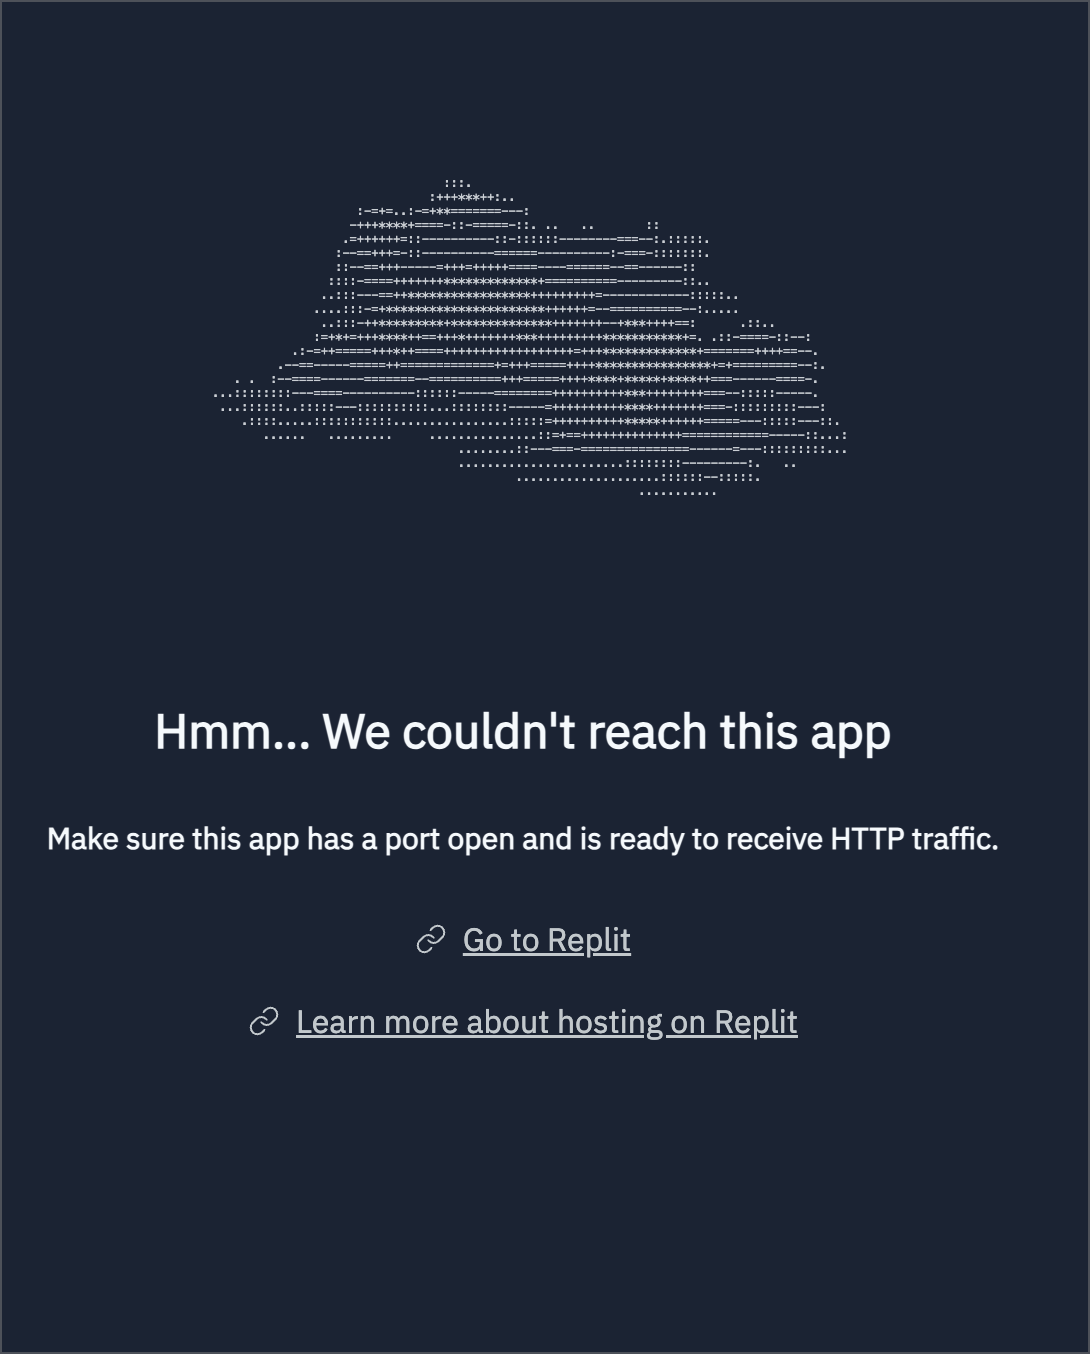 Hmm... We couldn't reach this app
Make sure this app has a port open and is ready to receive HTTP traffic.
Go to Replit
Learn more about hosting on Replit